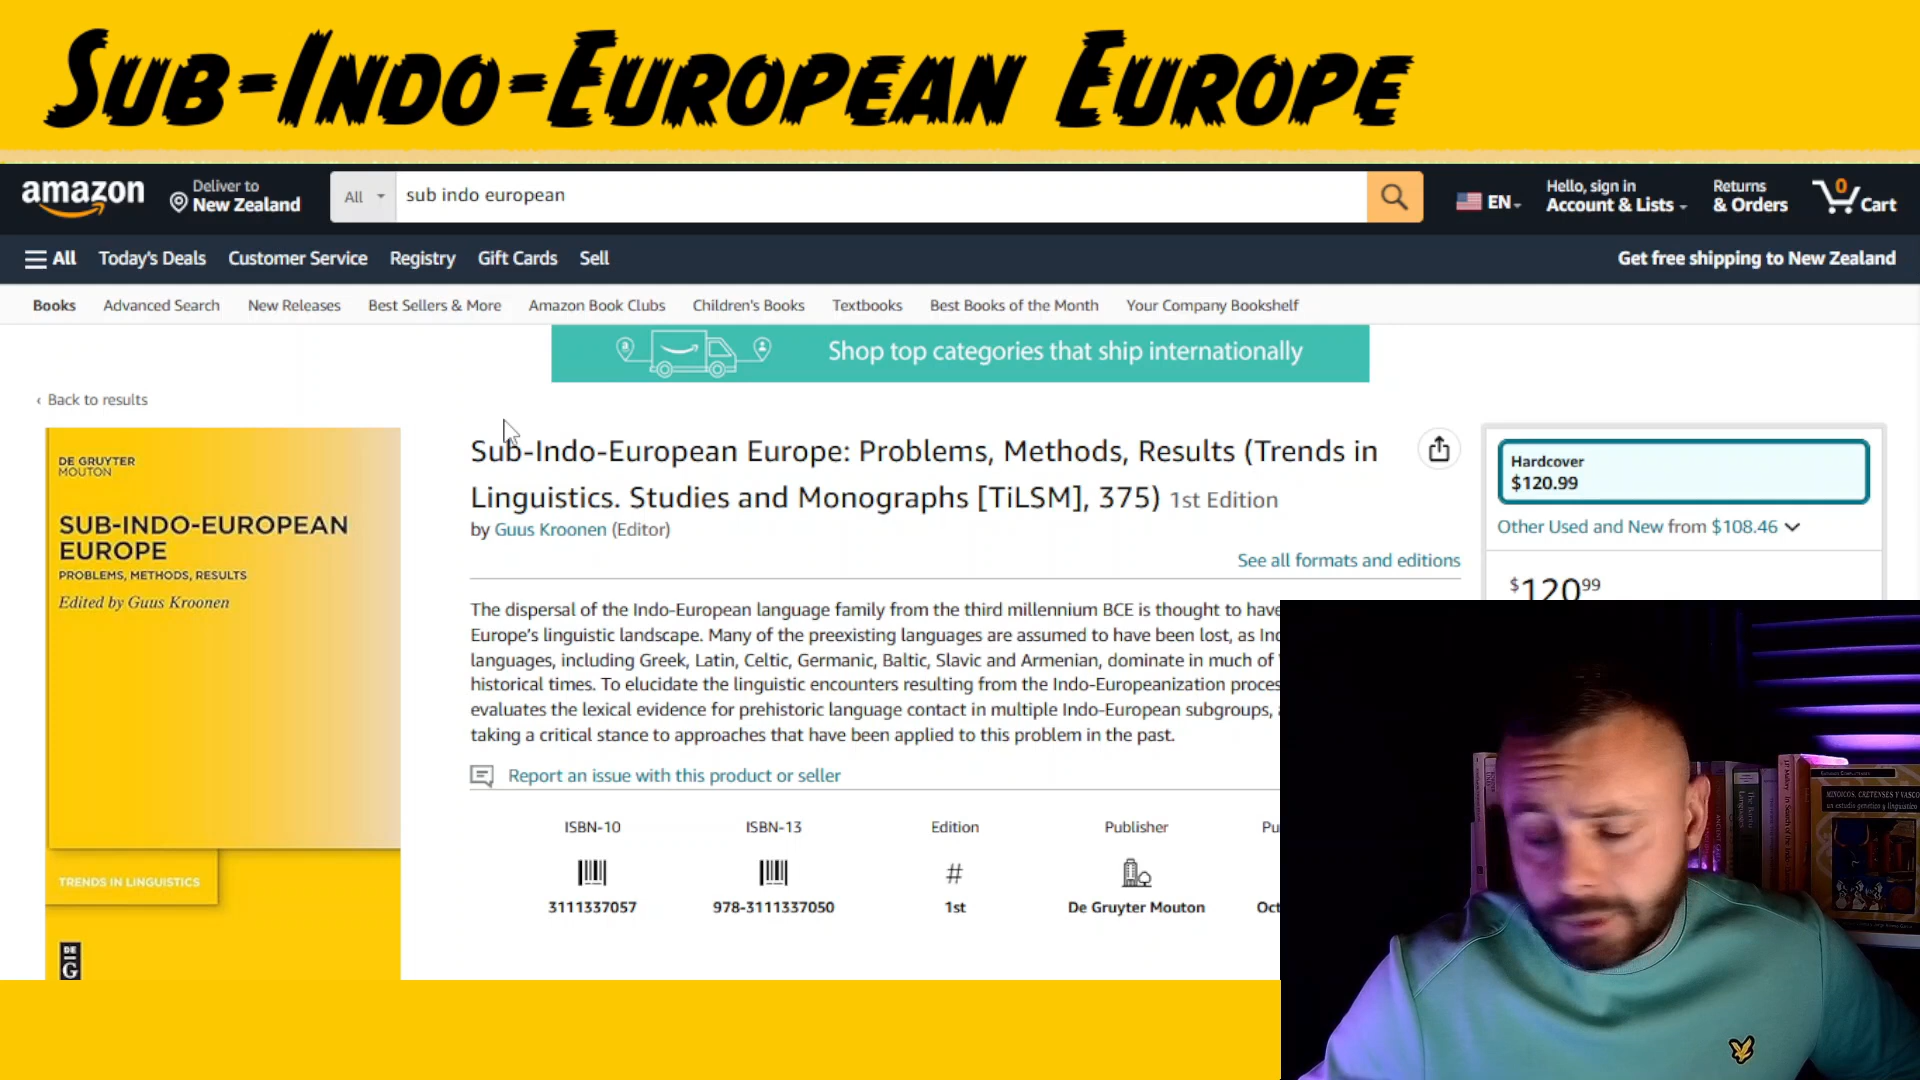 SUB-INDO-EUROPEAN EUROPE
amazon
Deliver to
New Zealand
All
sub indo european
EN
Hello, sign in
Account & Lists
Returns
& Orders
0
Cart
All
Today's Deals
Customer Service
Registry
Gift Cards
Sell
Get free shipping to New Zealand
Books
Advanced Search
New Releases
Best Sellers & More
Amazon Book Clubs
Children's Books
Textbooks
Best Books of the Month
Your Company Bookshelf
Shop top categories that ship internationally
‹ Back to results
DE GRUYTER
MOUTON
SUB-INDO-EUROPEAN
EUROPE
PROBLEMS, METHODS, RESULTS
Edited by Guus Kroonen
TRENDS IN LINGUISTICS
DE
G
Sub-Indo-European Europe: Problems, Methods, Results (Trends in
Linguistics. Studies and Monographs [TiLSM], 375) 1st Edition
by Guus Kroonen (Editor)
See all formats and editions
Hardcover
$120.99
Other Used and New from $108.46
$120.99
The dispersal of the Indo-European language family from the third millennium BCE is thought to have
Europe's linguistic landscape. Many of the preexisting languages are assumed to have been lost, as
languages, including Greek, Latin, Celtic, Germanic, Baltic, Slavic and Armenian, dominate in much of
historical times. To elucidate the linguistic encounters resulting from the Indo-Europeanization
evaluates the lexical evidence for prehistoric language contact in multiple Indo-European subgroups,
taking a critical stance to approaches that have been applied to this problem in the past.
Report an issue with this product or seller
ISBN-10
ISBN-13
Edition
Publisher
#
3111337057
978-3111337050
1st
De Gruyter Mouton
Oct
MINOICOS, CRETENSES Y VASCO
un estudio genético y lingüístico